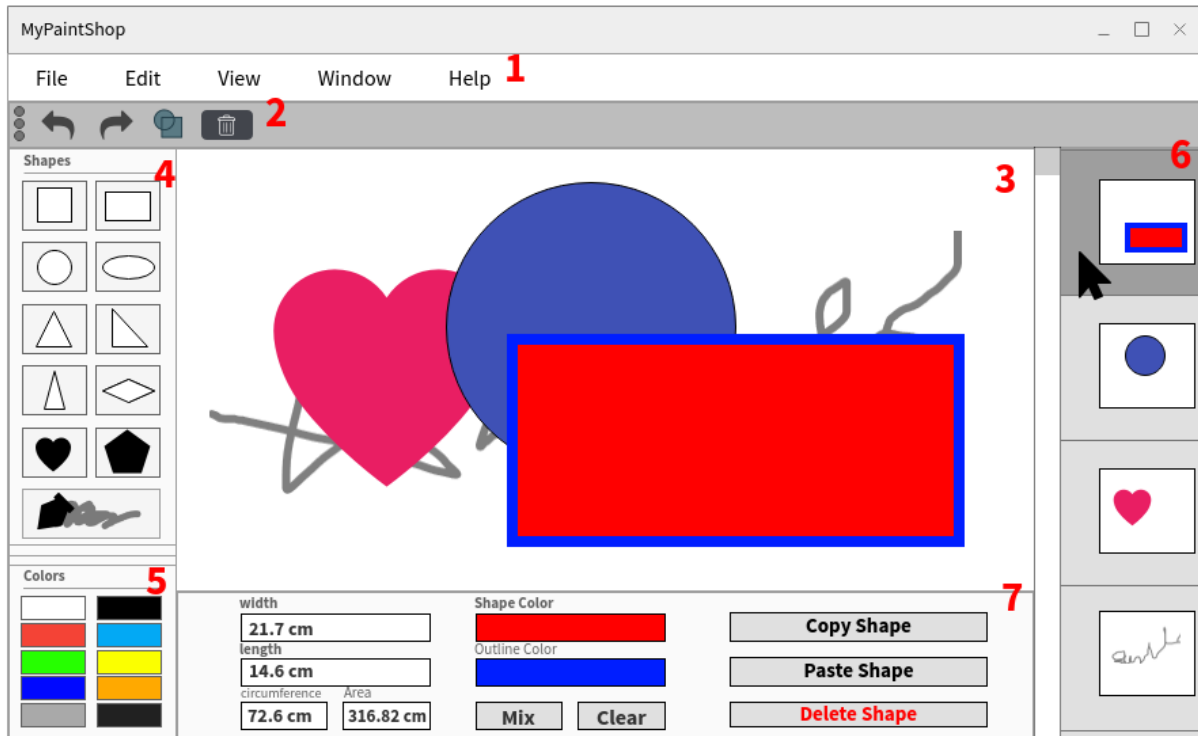 MyPaintShop
File Edit View Window Help 1
2
Shapes 4
3
6
Colors 5
7
width
21.7 cm
length
14.6 cm
circumference Area
72.6 cm 316.82 cm
Shape Color
Outline Color
Mix Clear
Copy Shape
Paste Shape
Delete Shape